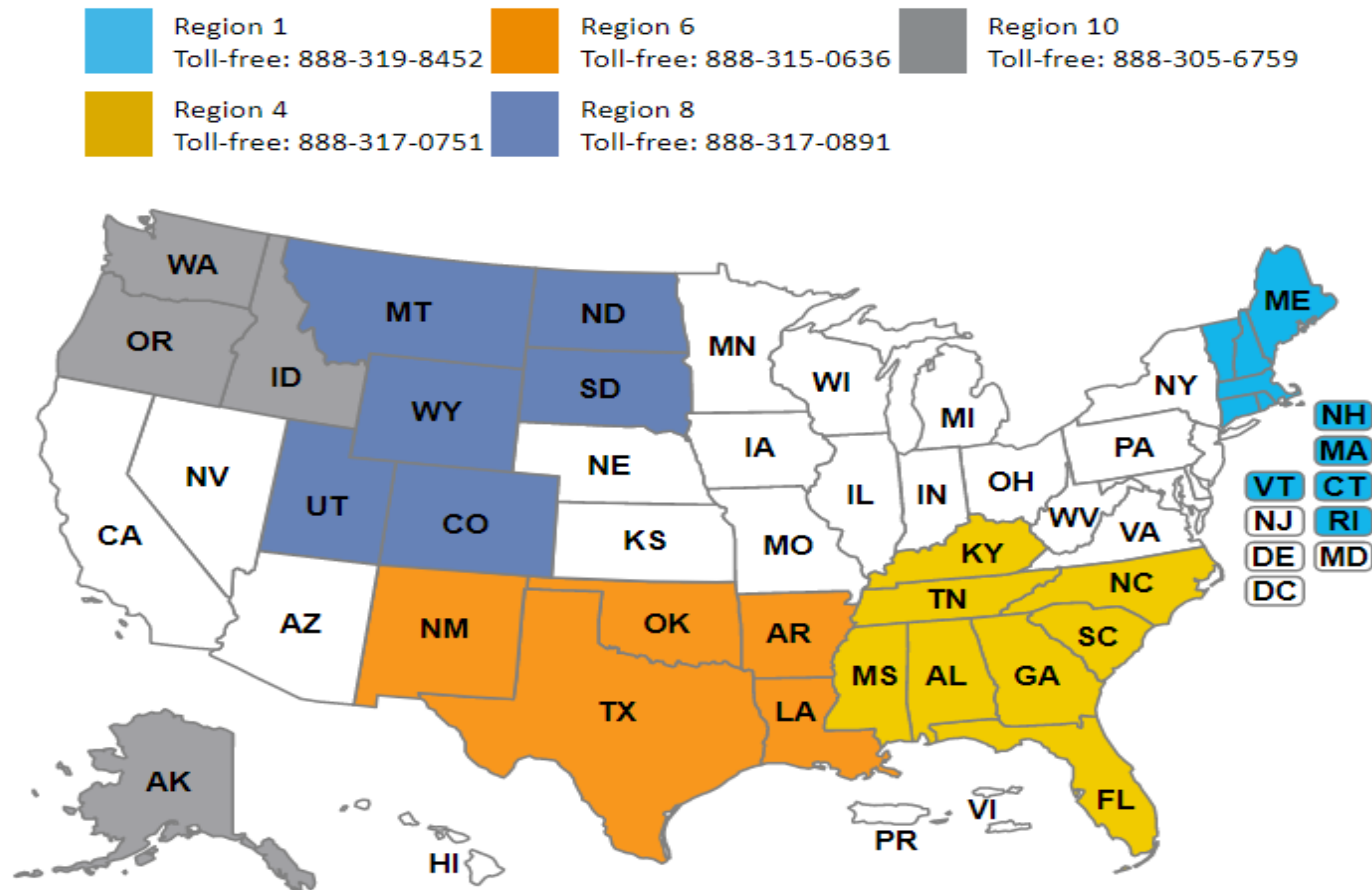 Region 1
Toll-free: 888-319-8452
Region 6
Toll-free: 888-315-0636
Region 10
Toll-free: 888-305-6759
Region 4
Toll-free: 888-317-0751
Region 8
Toll-free: 888-317-0891
WA
OR
ID
MT
ND
SD
WY
UT
CO
MN
WI
MI
NY
ME
NH
MA
VT
CT
NJ
RI
DE
MD
DC
NV
CA
NE
IA
IL
IN
OH
PA
KS
MO
WV
VA
KY
AZ
NM
OK
AR
TN
NC
SC
TX
LA
MS
AL
GA
FL
AK
HI
PR
VI